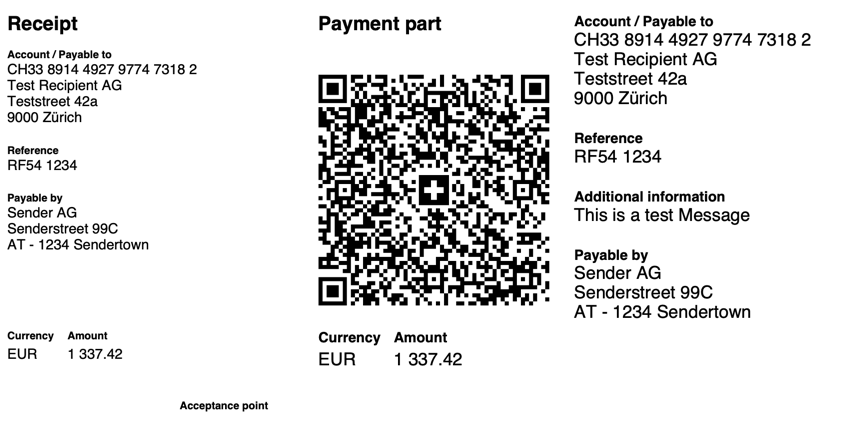 Receipt
Account / Payable to
CH33 8914 4927 9774 7318 2
Test Recipient AG
Teststreet 42a
9000 Zürich
Reference
RF54 1234
Payable by
Sender AG
Senderstreet 99C
AT - 1234 Sendertown
Currency Amount
EUR 1 337.42
Acceptance point
Payment part
Currency Amount
EUR 1 337.42
Account / Payable to
CH33 8914 4927 9774 7318 2
Test Recipient AG
Teststreet 42a
9000 Zürich
Reference
RF54 1234
Additional information
This is a test Message
Payable by
Sender AG
Senderstreet 99C
AT - 1234 Sendertown